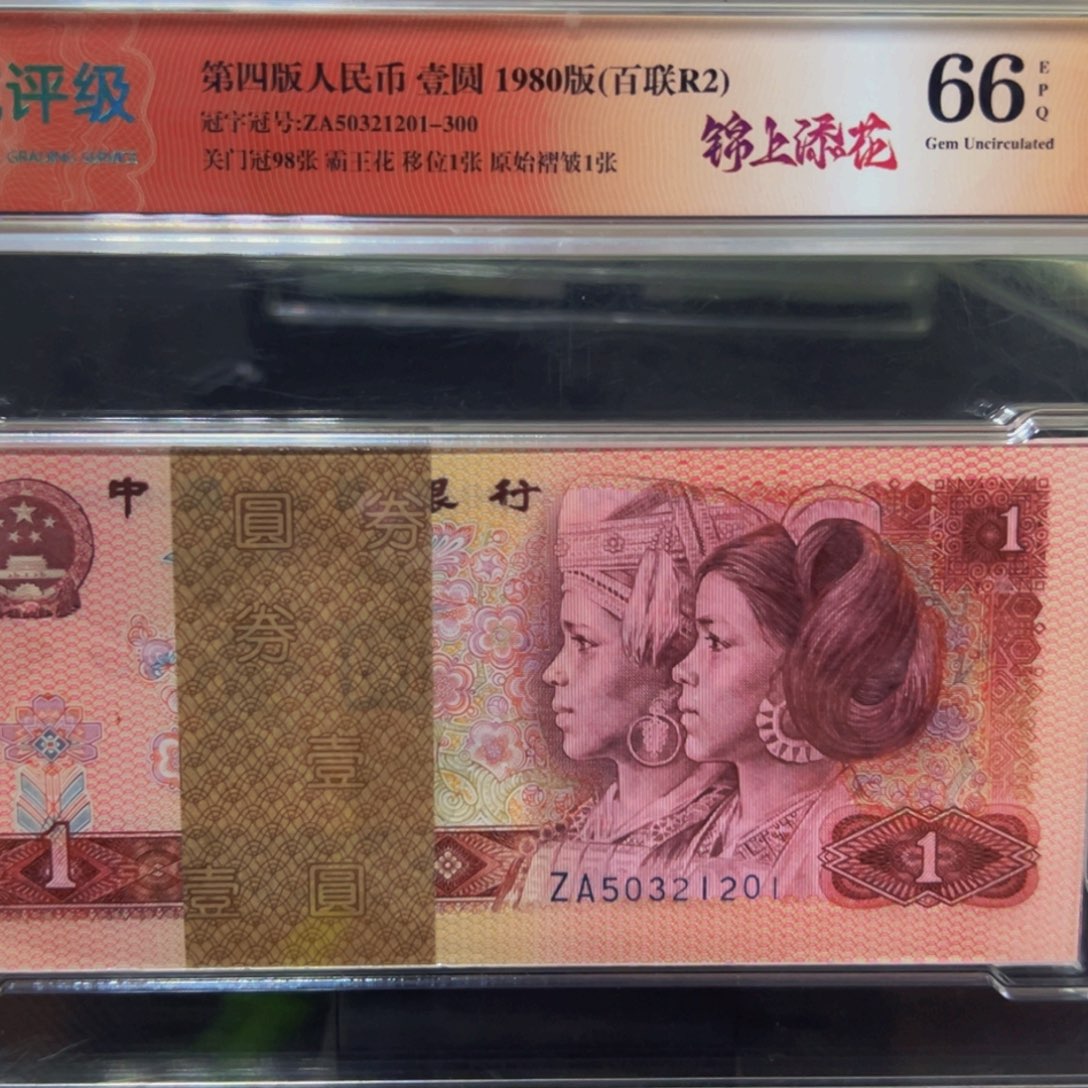 评级
GRADING SERVICE
第四版人民币 壹圆 1980版(百联R2)
冠字冠号:ZA50321201-300
关门冠98张 霸王花 移位1张 原始褶皱1张
锦上添花
66 EPQ
Gem Uncirculated
中 银行
圆 券
券
壹
壹 圆
1
1
1
ZA50321201